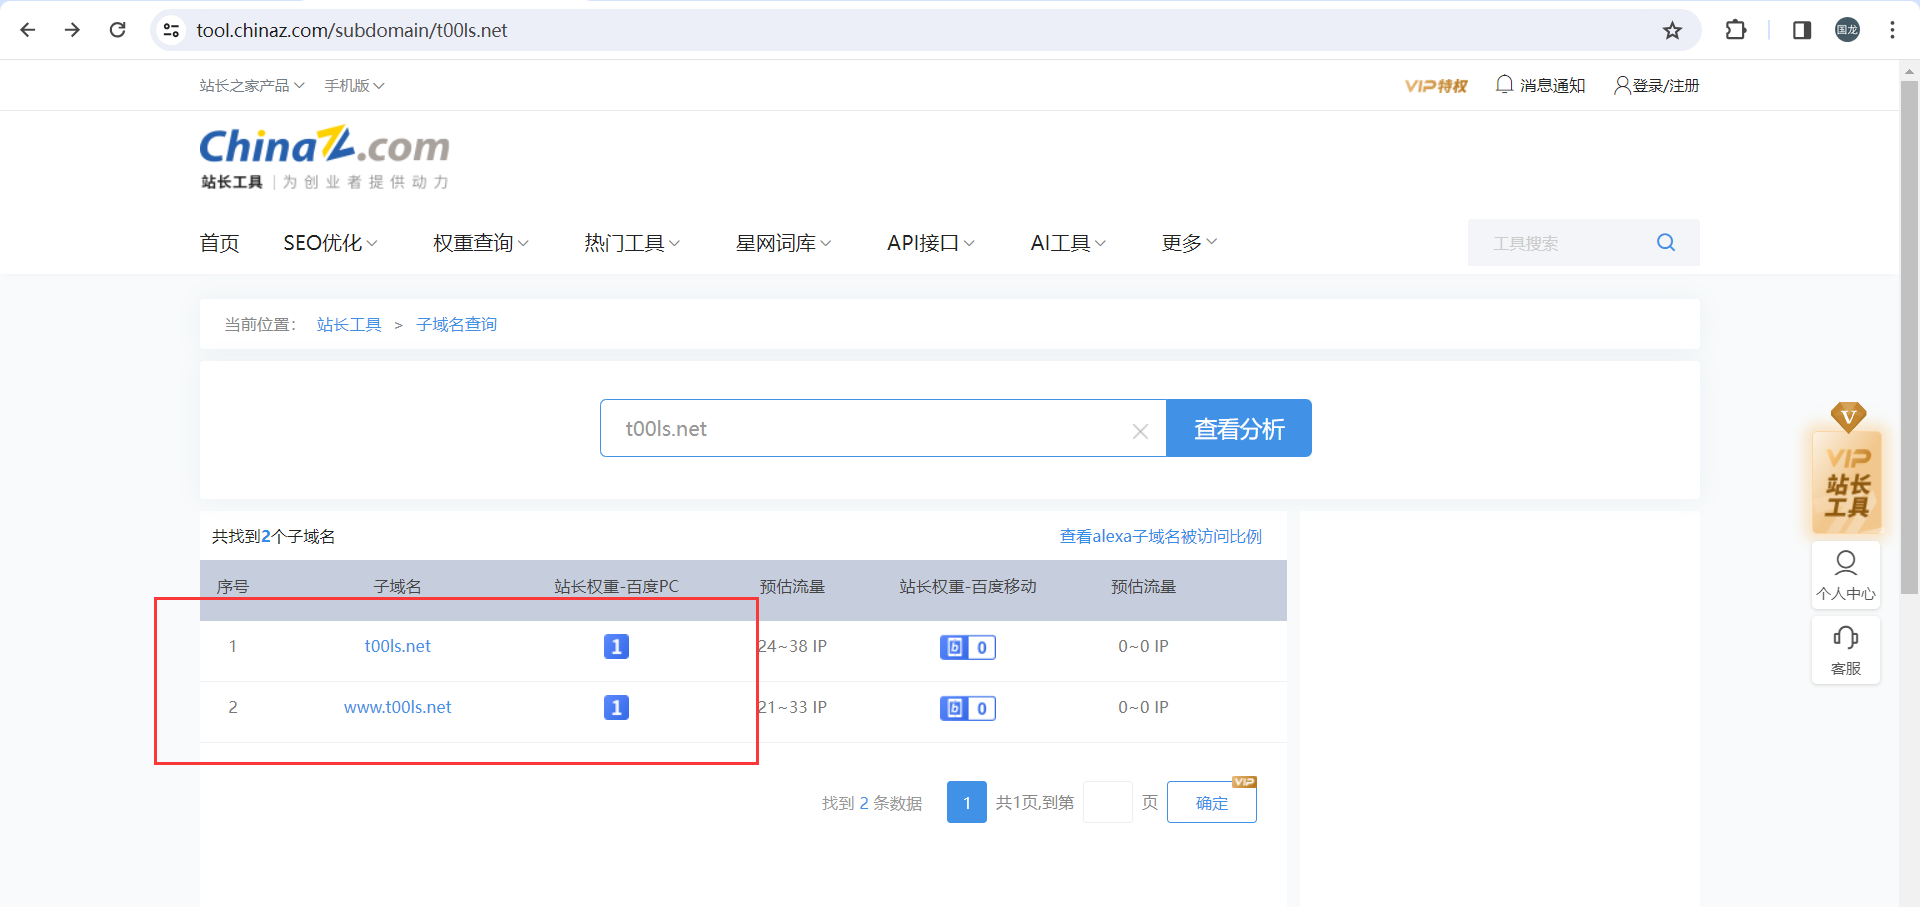 tool.chinaz.com/subdomain/t00ls.net
国龙
站长之家产品 手机版 VIP特权 消息通知 登录/注册
ChinaZ.com
站长工具 | 为创业者提供动力
首页 SEO优化 权重查询 热门工具 星网词库 API接口 AI工具 更多 工具搜索
当前位置： 站长工具 > 子域名查询
t00ls.net 查看分析
V
VIP
站长
工具
个人中心
客服
共找到2个子域名 查看alexa子域名被访问比例
序号 子域名 站长权重-百度PC 预估流量 站长权重-百度移动 预估流量
1 t00ls.net 1 24~38 IP b 0 0~0 IP
2 www.t00ls.net 1 21~33 IP b 0 0~0 IP
找到 2 条数据 1 共1页,到第 页 确定 VIP